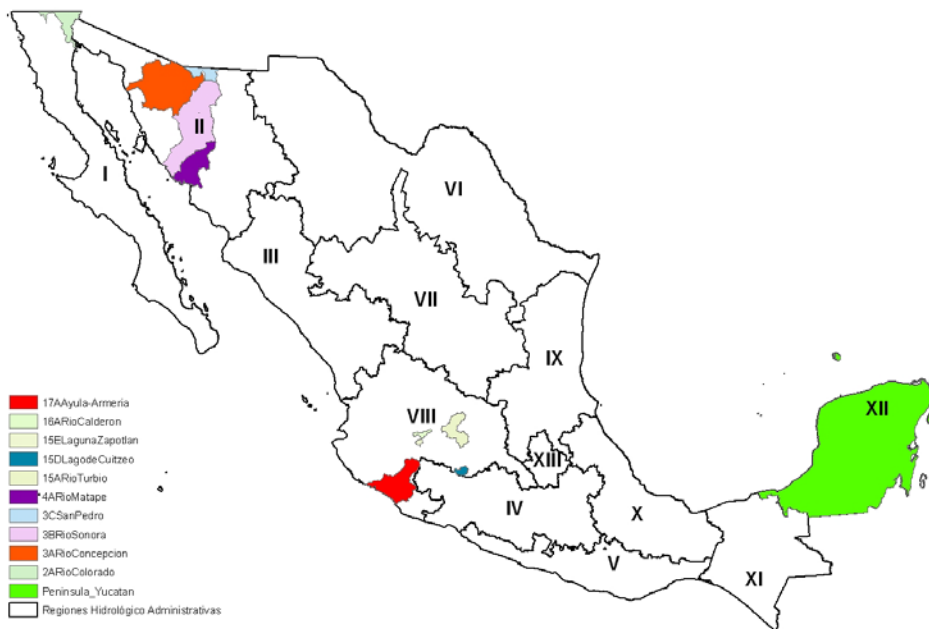 II
I
VI
III
VII
IX
XII
VIII
XIII
IV
X
V
XI
17AAyula-Armeria
16ARioCalderon
15ELagunaZapotlan
15DLagodeCuitzeo
15ARioTurbio
4ARioMatape
3CSanPedro
3BRioSonora
3ARioConcepcion
2ARioColorado
Peninsula_Yucatan
Regiones Hidrológico Administrativas